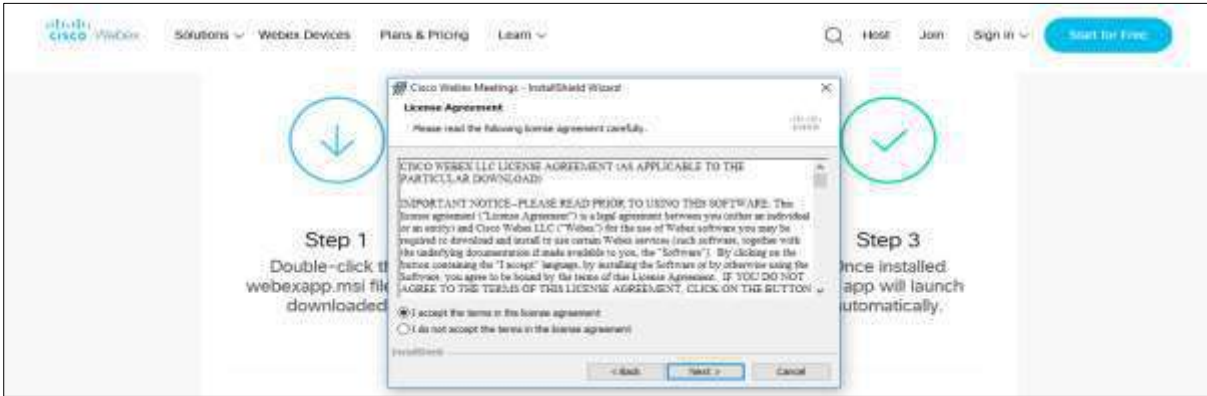 CISCO Webex
Solutions Webex Devices Plans & Pricing Learn Host Join Sign in Start for Free
Cisco Webex Meetings - InstallShield Wizard
License Agreement
Please read the following license agreement carefully.
CISCO WEBEX LLC LICENSE AGREEMENT (AS APPLICABLE TO THE
PARTICULAR DOWNLOAD)
IMPORTANT NOTICE--PLEASE READ PRIOR TO USING THIS SOFTWARE: This
license agreement ("License Agreement") is a legal agreement between you (either an individual
or an entity) and Cisco Webex LLC ("Webex") for the use of Webex software you may be
required to download and install to use certain Webex services (such software, together with
the underlying documentation if made available to you, the "Software"). By clicking on the
button containing the "I accept" language, by installing the Software or by otherwise using the
Software, you agree to be bound by the terms of this License Agreement. IF YOU DO NOT
AGREE TO THE TERMS OF THIS LICENSE AGREEMENT, CLICK ON THE BUTTON
I accept the terms in the license agreement
I do not accept the terms in the license agreement
InstallShield
< Back Next > Cancel
Step 1
Double-click th
webexapp.msi file
downloaded
Step 3
Once installed
app will launch
automatically.